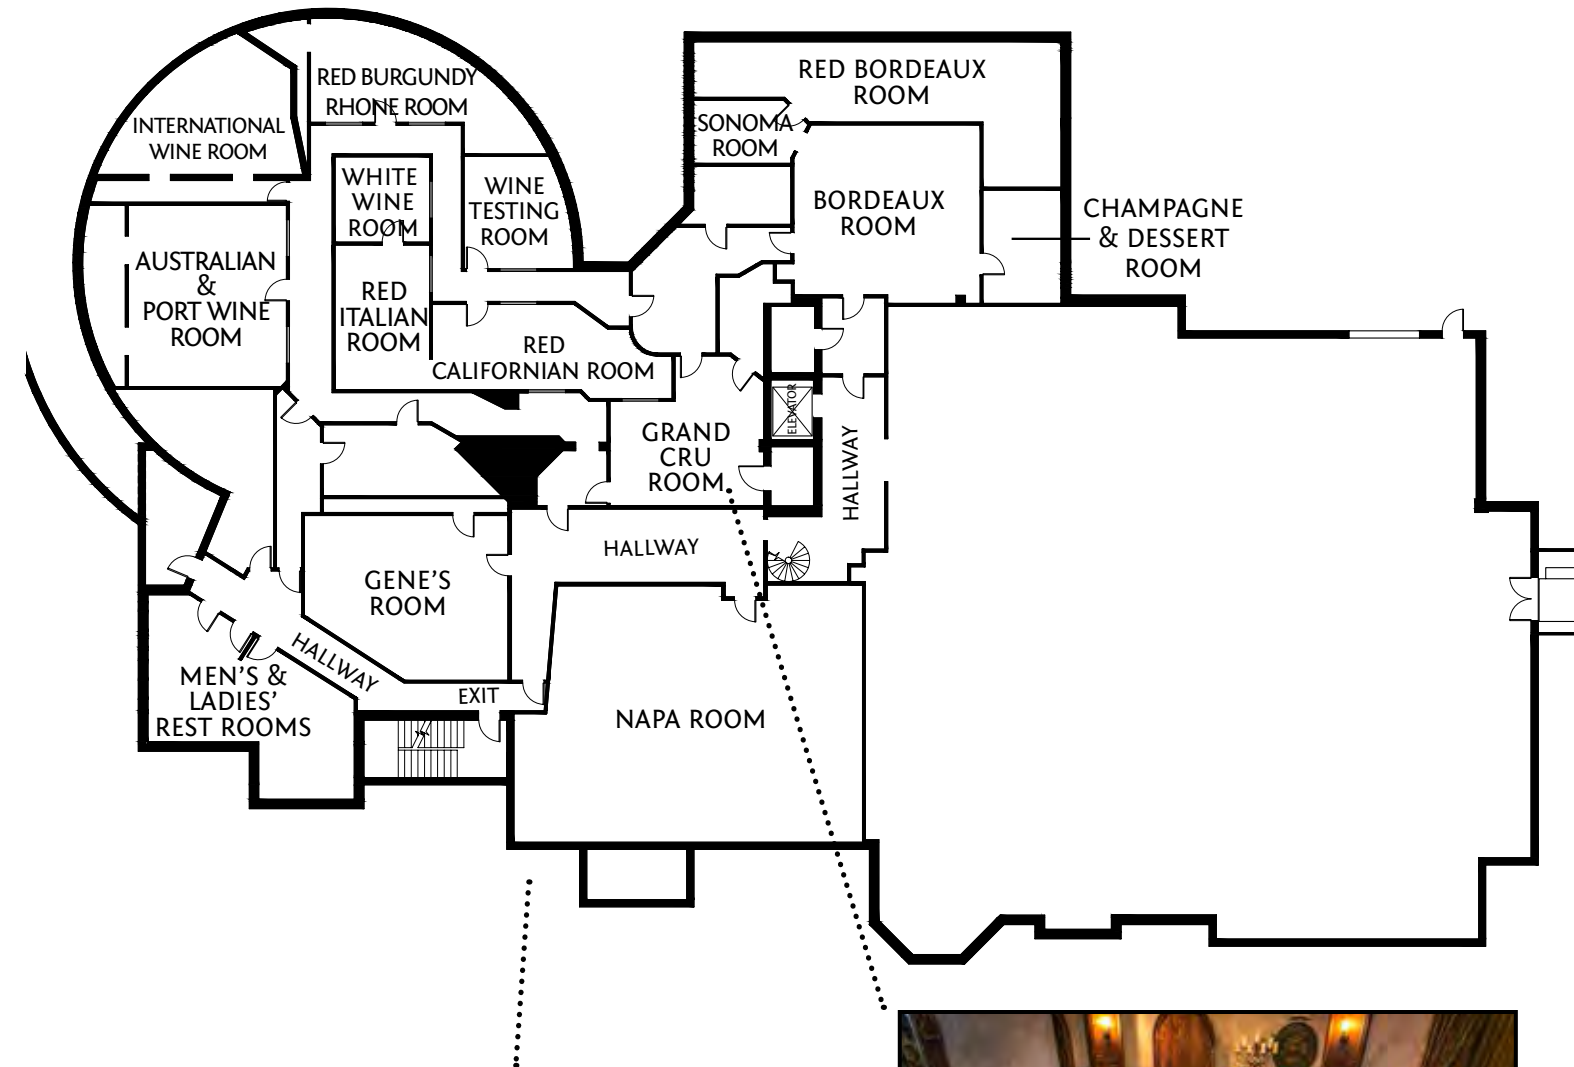 RED BURGUNDY
RHONE ROOM
INTERNATIONAL
WINE ROOM
RED BORDEAUX
ROOM
SONOMA
ROOM
WHITE
WINE
ROOM
WINE
TESTING
ROOM
BORDEAUX
ROOM
CHAMPAGNE
& DESSERT
ROOM
AUSTRALIAN
&
PORT WINE
ROOM
RED
ITALIAN
ROOM
RED
CALIFORNIAN ROOM
ELEVATOR
GRAND
CRU
ROOM
HALLWAY
HALLWAY
GENE'S
ROOM
HALLWAY
MEN'S &
LADIES'
REST ROOMS
EXIT
NAPA ROOM